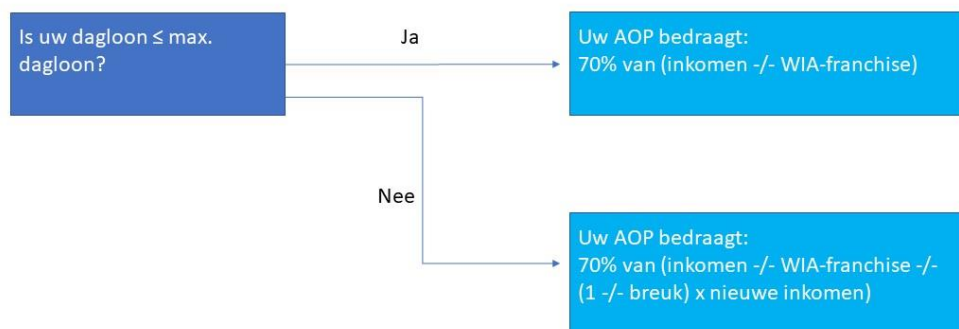 Is uw dagloon ≤ max.
dagloon?
Ja
Uw AOP bedraagt:
70% van (inkomen -/- WIA-franchise)
Nee
Uw AOP bedraagt:
70% van (inkomen -/- WIA-franchise -/-
(1 -/- breuk) x nieuwe inkomen)